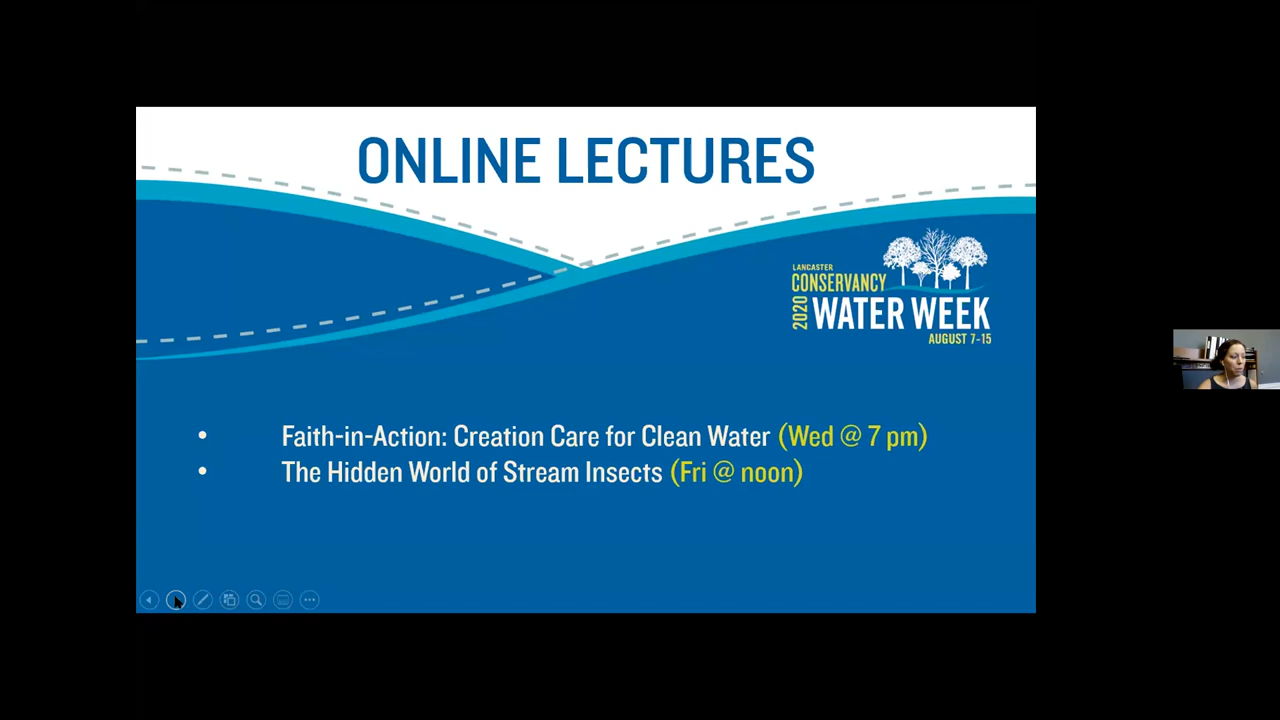 ONLINE LECTURES
LANCASTER
CONSERVANCY
2020
WATER WEEK
AUGUST 7-15
• Faith-in-Action: Creation Care for Clean Water (Wed @ 7 pm)
• The Hidden World of Stream Insects (Fri @ noon)